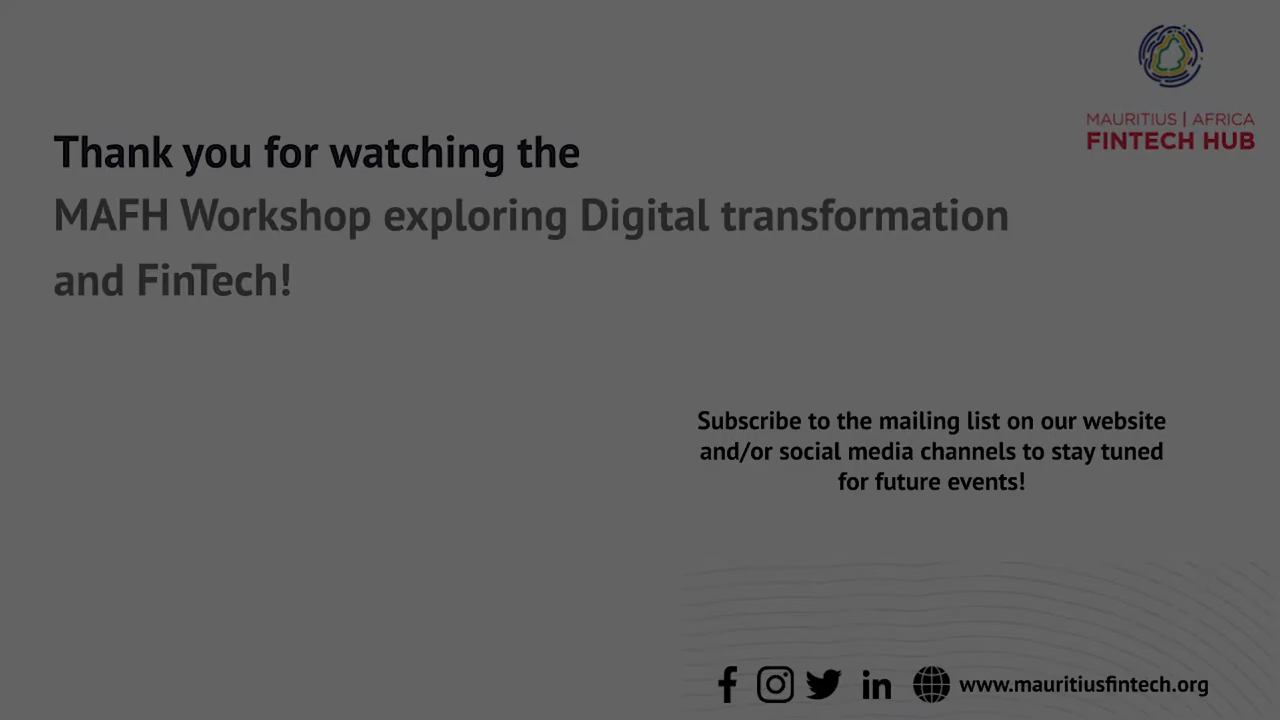 MAURITIUS | AFRICA
FINTECH HUB
Thank you for watching the
MAFH Workshop exploring Digital transformation
and FinTech!
Subscribe to the mailing list on our website
and/or social media channels to stay tuned
for future events!
www.mauritiusfintech.org